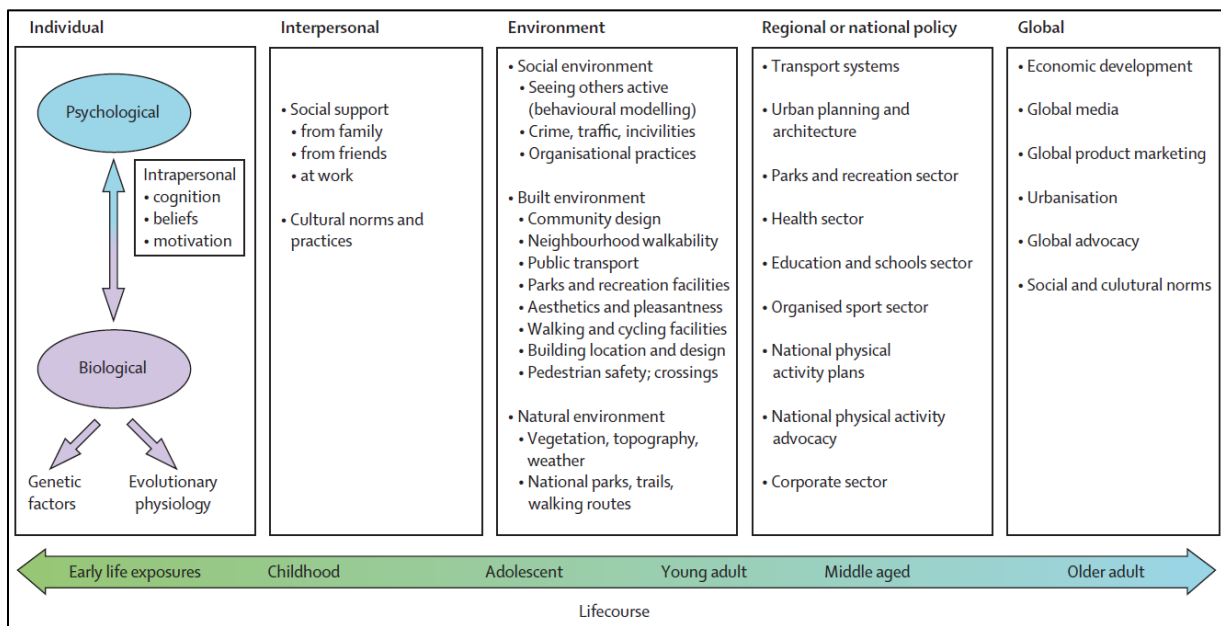 Individual
Psychological
Intrapersonal
• cognition
• beliefs
• motivation
Biological
Genetic
factors
Evolutionary
physiology
Interpersonal
• Social support
• from family
• from friends
• at work
• Cultural norms and
practices
Environment
• Social environment
• Seeing others active
(behavioural modelling)
• Crime, traffic, incivilities
• Organisational practices
• Built environment
• Community design
• Neighbourhood walkability
• Public transport
• Parks and recreation facilities
• Aesthetics and pleasantness
• Walking and cycling facilities
• Building location and design
• Pedestrian safety; crossings
• Natural environment
• Vegetation, topography,
weather
• National parks, trails,
walking routes
Regional or national policy
• Transport systems
• Urban planning and
architecture
• Parks and recreation sector
• Health sector
• Education and schools sector
• Organised sport sector
• National physical
activity plans
• National physical activity
advocacy
• Corporate sector
Global
• Economic development
• Global media
• Global product marketing
• Urbanisation
• Global advocacy
• Social and culutural norms
Early life exposures
Childhood
Adolescent
Young adult
Middle aged
Older adult
Lifecourse